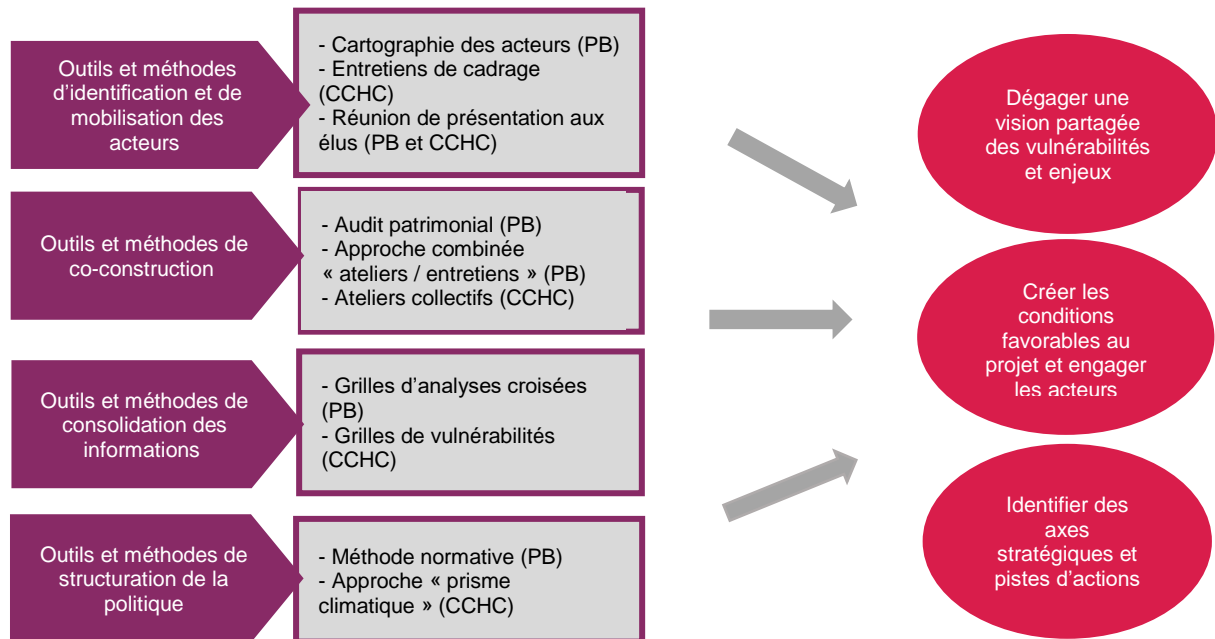 Outils et méthodes
d'identification et de
mobilisation des
acteurs
- Cartographie des acteurs (PB)
- Entretiens de cadrage
(CCHC)
- Réunion de présentation aux
élus (PB et CCHC)
Outils et méthodes de
co-construction
- Audit patrimonial (PB)
- Approche combinée
« ateliers / entretiens » (PB)
- Ateliers collectifs (CCHC)
Outils et méthodes de
consolidation des
informations
- Grilles d'analyses croisées
(PB)
- Grilles de vulnérabilités
(CCHC)
Outils et méthodes de
structuration de la
politique
- Méthode normative (PB)
- Approche « prisme
climatique » (CCHC)
Dégager une
vision partagée
des vulnérabilités
et enjeux
Créer les
conditions
favorables au
projet et engager
les acteurs
Identifier des
axes
stratégiques et
pistes d'actions